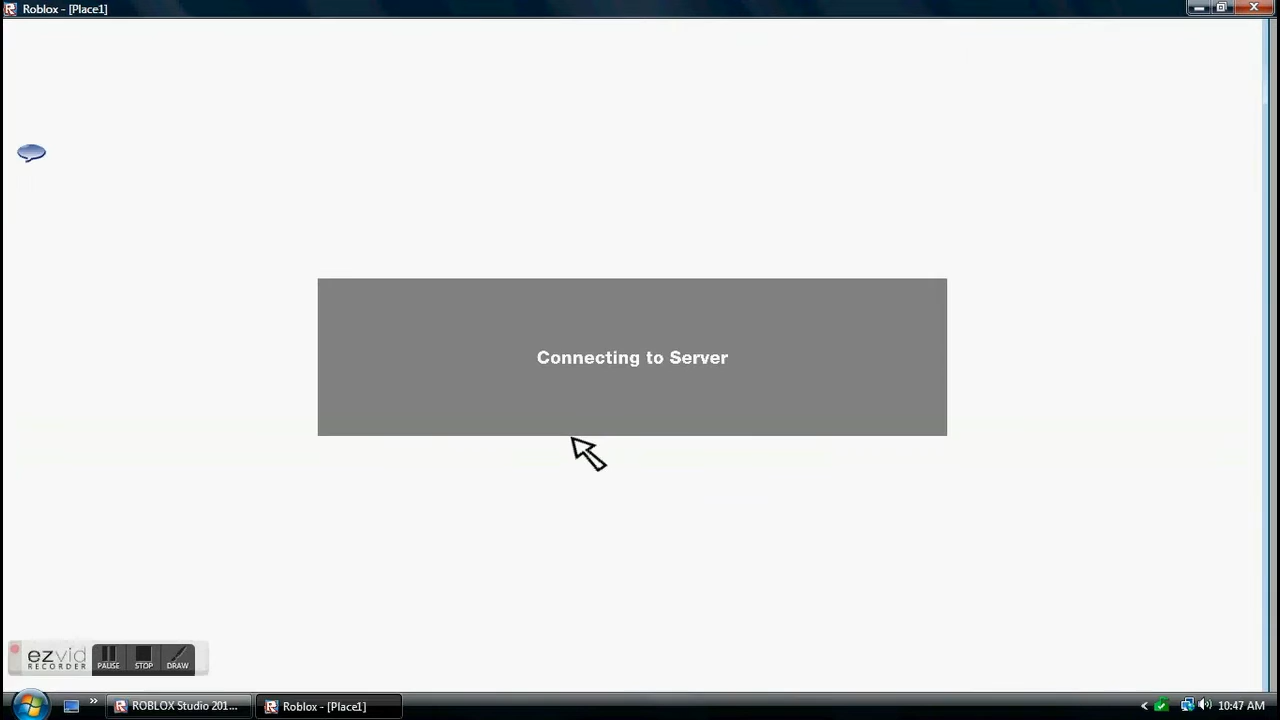 Roblox - [Place1]
Connecting to Server
ezvid
RECORDER
PAUSE
STOP
DRAW
ROBLOX Studio 201...
Roblox - [Place1]
10:47 AM